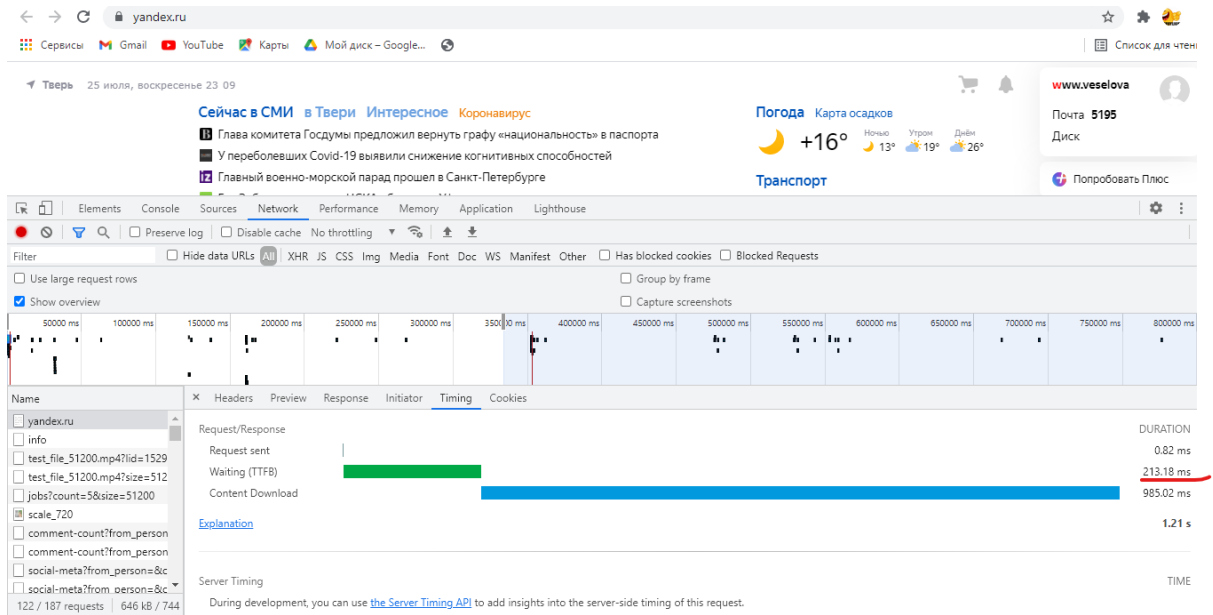 yandex.ru
Сервисы Gmail YouTube Карты Мой диск – Google... Список для чтен
Тверь 25 июля, воскресенье 23 09
www.veselova
Сейчас в СМИ в Твери Интересное Коронавирус
Погода Карта осадков
Почта 5195
Глава комитета Госдумы предложил вернуть графу «национальность» в паспорта
+16° Ночью 13° Утром 19° Днём 26°
Диск
У переболевших Covid-19 выявили снижение когнитивных способностей
Главный военно-морской парад прошел в Санкт-Петербурге
Транспорт
Попробовать Плюс
Elements Console Sources Network Performance Memory Application Lighthouse
Preserve log Disable cache No throttling
Filter Hide data URLs All XHR JS CSS Img Media Font Doc WS Manifest Other Has blocked cookies Blocked Requests
Use large request rows Group by frame
Show overview Capture screenshots
50000 ms 100000 ms 150000 ms 200000 ms 250000 ms 300000 ms 400000 ms 450000 ms 500000 ms 550000 ms 600000 ms 650000 ms 700000 ms 750000 ms 800000 ms
Name × Headers Preview Response Initiator Timing Cookies
yandex.ru
info
test_file_51200.mp4?lid=1529
test_file_51200.mp4?size=512
jobs?count=5&size=51200
scale_720
comment-count?from_person
comment-count?from_person
social-meta?from_person=&c
social-meta?from_person=&c
122 / 187 requests 646 kB / 744
Request/Response DURATION
Request sent 0.82 ms
Waiting (TTFB) 213.18 ms
Content Download 985.02 ms
Explanation 1.21 s
Server Timing TIME
During development, you can use the Server Timing API to add insights into the server-side timing of this request.